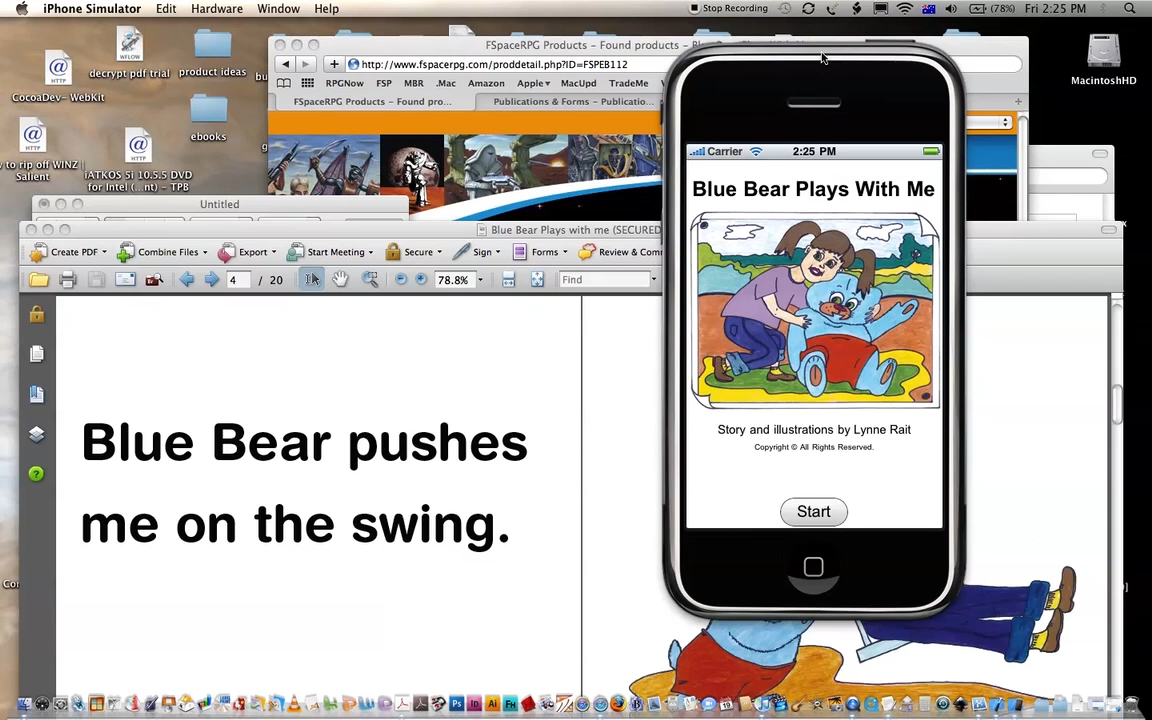 iPhone Simulator Edit Hardware Window Help
Stop Recording (78%) Fri 2:25 PM
decrypt pdf trial
product ideas
CocoaDev- WebKit
MacintoshHD
ebooks
Salient
iATKOS 5i 10.5.5 DVD
for Intel (...nt) - TPB
FSpaceRPG Products - Found products -
http://www.fspacerpg.com/proddetail.php?ID=FSPEB112
RPGNow FSP MBR .Mac Amazon Apple MacUpd TradeMe
FSpaceRPG Products - Found pro...
Publications & Forms - Publicatio...
Untitled
Blue Bear Plays with me (SECURED
Create PDF Combine Files Export Start Meeting Secure Sign Forms Review & Com
4 / 20 78.8% Find
Blue Bear pushes
me on the swing.
Carrier 2:25 PM
Blue Bear Plays With Me
Story and illustrations by Lynne Rait
Copyright © All Rights Reserved.
Start